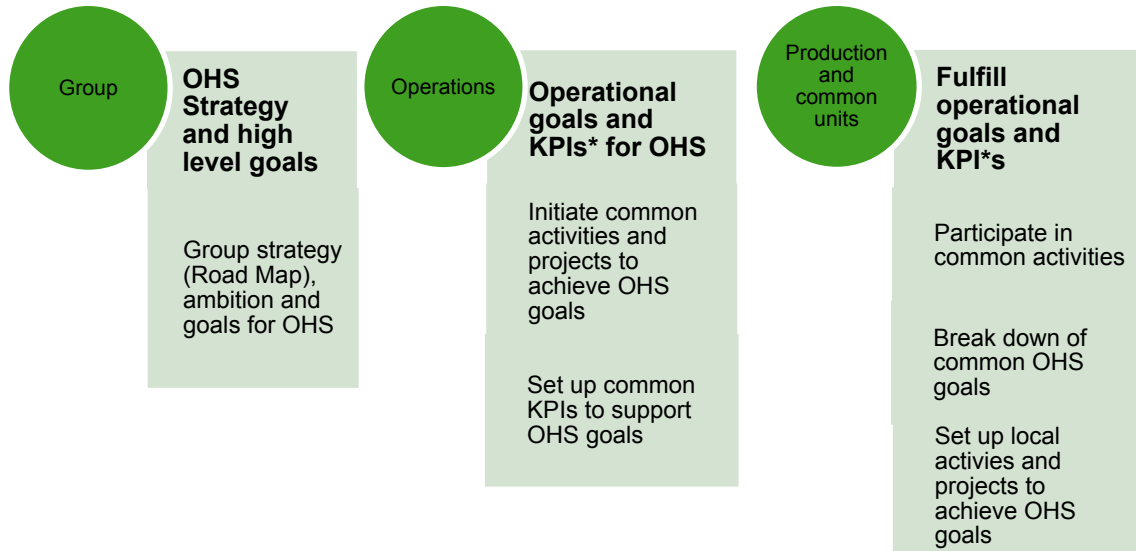 Group
OHS
Strategy
and high
level goals
Group strategy
(Road Map),
ambition and
goals for OHS
Operations
Operational
goals and
KPIs* for OHS
Initiate common
activities and
projects to
achieve OHS
goals
Set up common
KPIs to support
OHS goals
Production
and
common
units
Fulfill
operational
goals and
KPI*s
Participate in
common activities
Break down of
common OHS
goals
Set up local
activies and
projects to
achieve OHS
goals